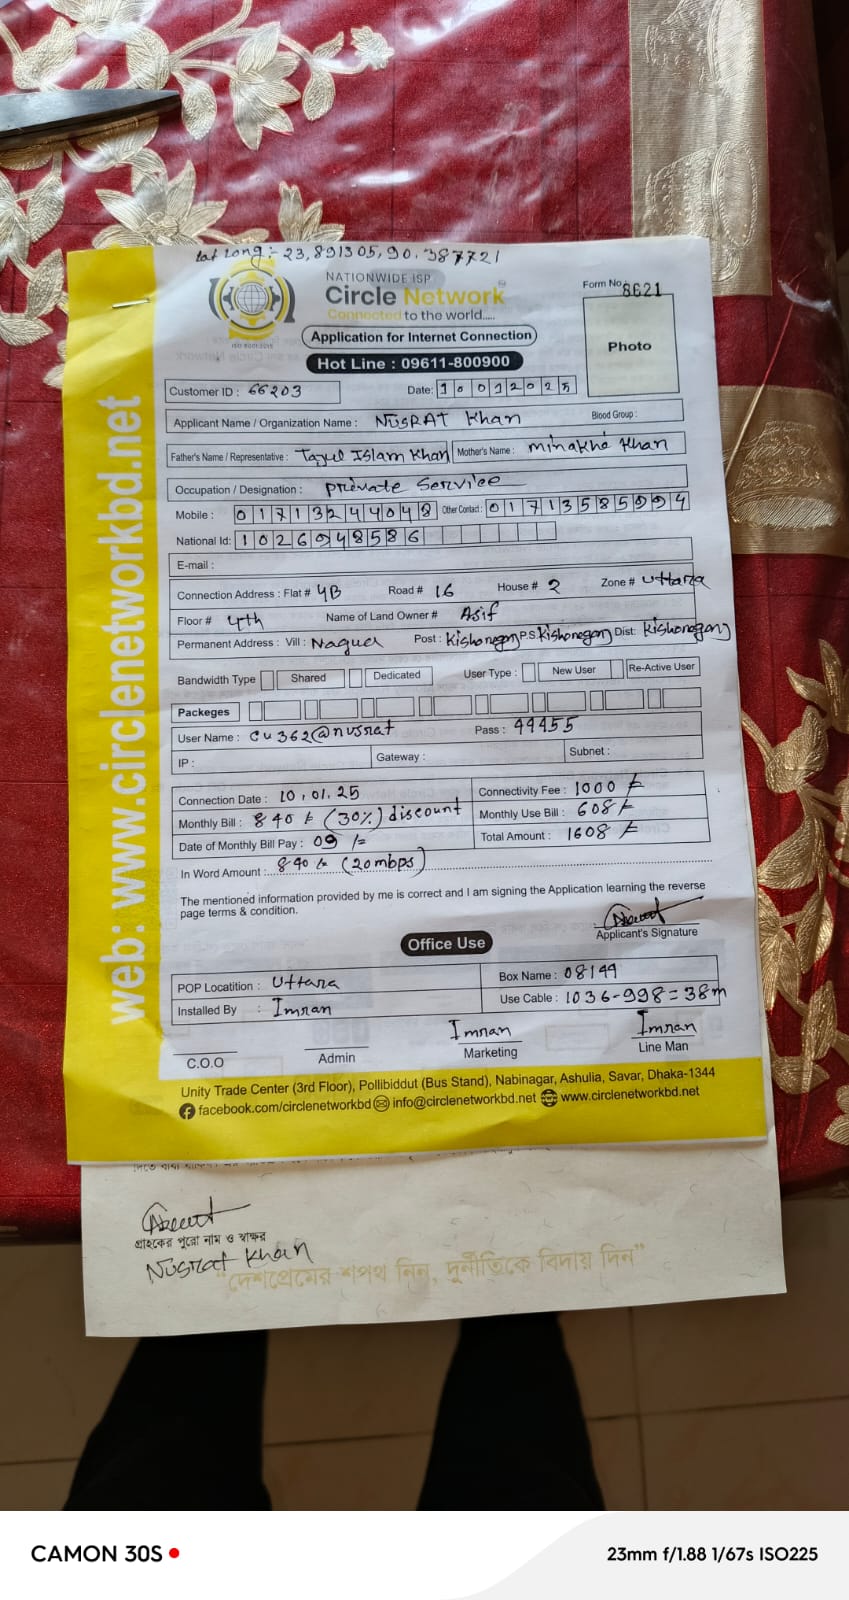 Lat Long:- 23,891305,90.387721
NATIONWIDE ISP
Circle Network
Connected to the world.....
ISO 9001:2015
Form No 8621
Photo
Application for Internet Connection
Hot Line : 09611-800900
Customer ID : 66203
Date: 10 01 2025
Applicant Name / Organization Name : NUSRAT Khan
Blood Group :
Father's Name / Representative : Tajul Islam Khan Mother's Name : Minakhe Khan
Occupation / Designation : Private Service
Mobile : 01713244048 Other Contact : 01713585994
National Id: 1026948586
E-mail :
Connection Address : Flat # 4B Road # 16 House # 2 Zone # Uttara
Floor # 4th Name of Land Owner # Asif
Permanent Address : Vill : Nagua Post : Kishoregonj P.S. Kishoregonj Dist: Kishoregonj
Bandwidth Type Shared Dedicated User Type : New User Re-Active User
Packeges
User Name : cu362@nusrat Pass : 44455
IP : Gateway : Subnet :
Connection Date : 10.01.25 Connectivity Fee : 1000 /=
Monthly Bill : 840 /= (30%) discount Monthly Use Bill : 608/=
Date of Monthly Bill Pay : 09 /= Total Amount : 1608 /=
In Word Amount : 840 /= (20mbps)
The mentioned information provided by me is correct and I am signing the Application learning the reverse
page terms & condition.
Applicant's Signature
Office Use
POP Locatition : Uttara Box Name : 08144
Installed By : Imran Use Cable : 1036-998=38m
C.O.O
Admin
Imran
Marketing
Imran
Line Man
Unity Trade Center (3rd Floor), Pollibiddut (Bus Stand), Nabinagar, Ashulia, Savar, Dhaka-1344
facebook.com/circlenetworkbd info@circlenetworkbd.net www.circlenetworkbd.net
web: www.circlenetworkbd.net
গ্রাহকের পুরো নাম ও স্বাক্ষর
Nusrat Khan
"দেশপ্রেমের শপথ নিন, দুর্নীতিকে বিদায় দিন"
CAMON 30S
23mm f/1.88 1/67s ISO225